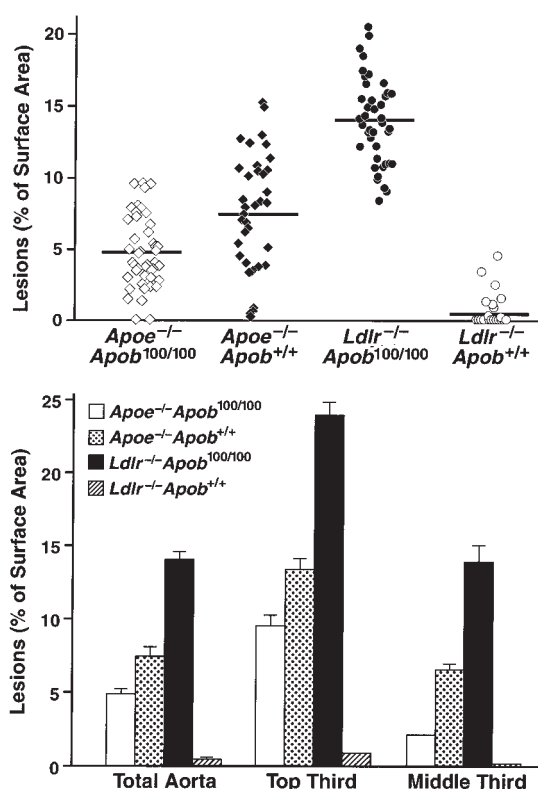 Lesions (% of Surface Area)
20
15
10
5
0
Apoe⁻/⁻ Apoe⁻/⁻ Ldlr⁻/⁻ Ldlr⁻/⁻
Apob¹⁰⁰/¹⁰⁰ Apob⁺/⁺ Apob¹⁰⁰/¹⁰⁰ Apob⁺/⁺
Lesions (% of Surface Area)
25
20
15
10
5
0
Apoe⁻/⁻Apob¹⁰⁰/¹⁰⁰
Apoe⁻/⁻Apob⁺/⁺
Ldlr⁻/⁻Apob¹⁰⁰/¹⁰⁰
Ldlr⁻/⁻Apob⁺/⁺
Total Aorta Top Third Middle Third